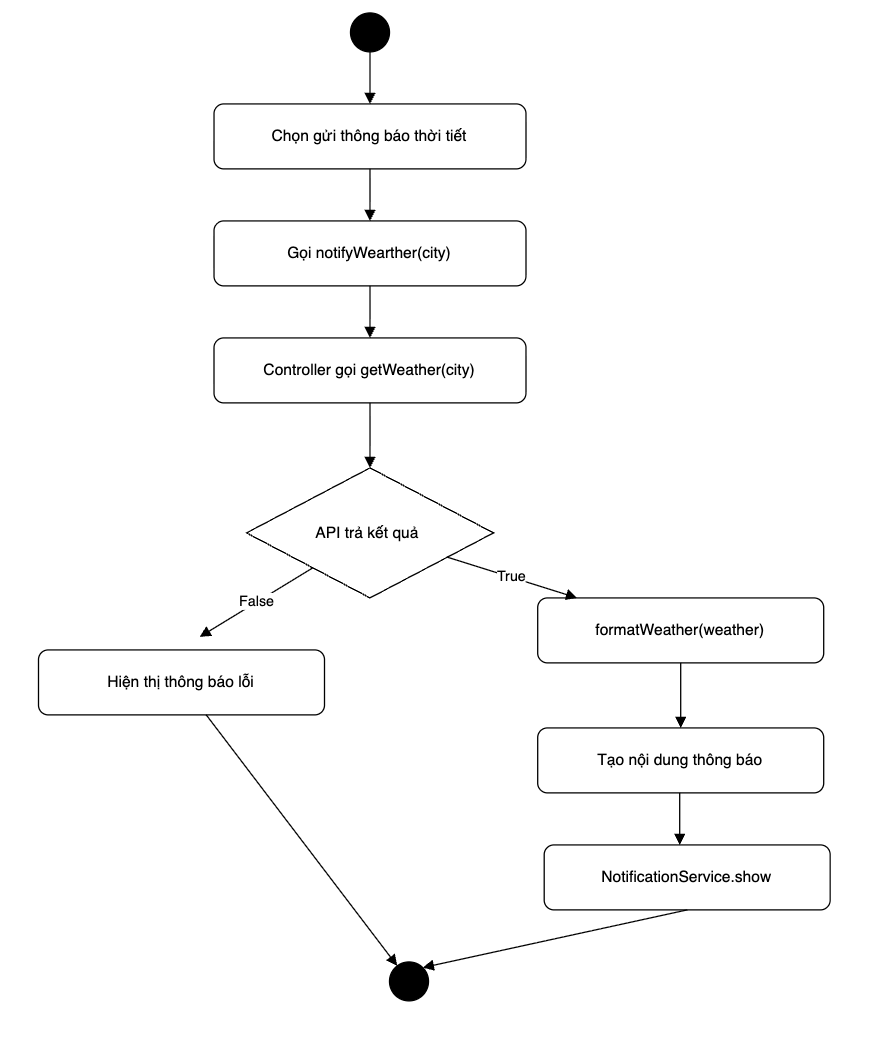 Chọn gửi thông báo thời tiết
Gọi notifyWearther(city)
Controller gọi getWeather(city)
API trả kết quả
False
True
formatWeather(weather)
Hiện thị thông báo lỗi
Tạo nội dung thông báo
NotificationService.show